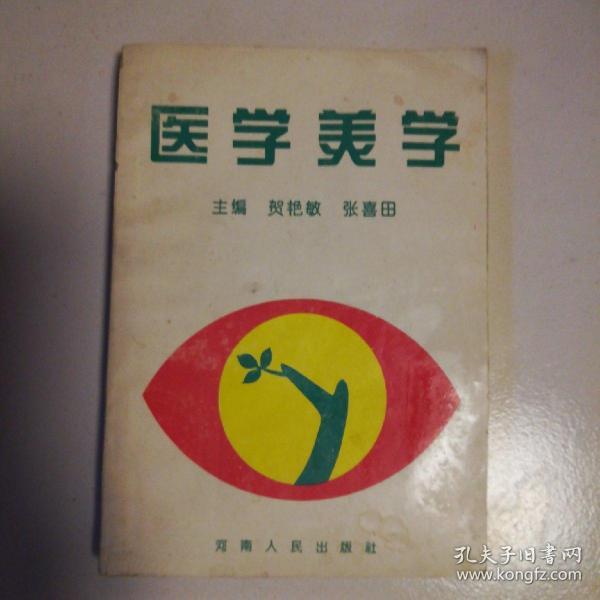 医学美学
主编 贺艳敏 张喜田
河南人民出版社
孔夫子旧书网
www.kongfz.com